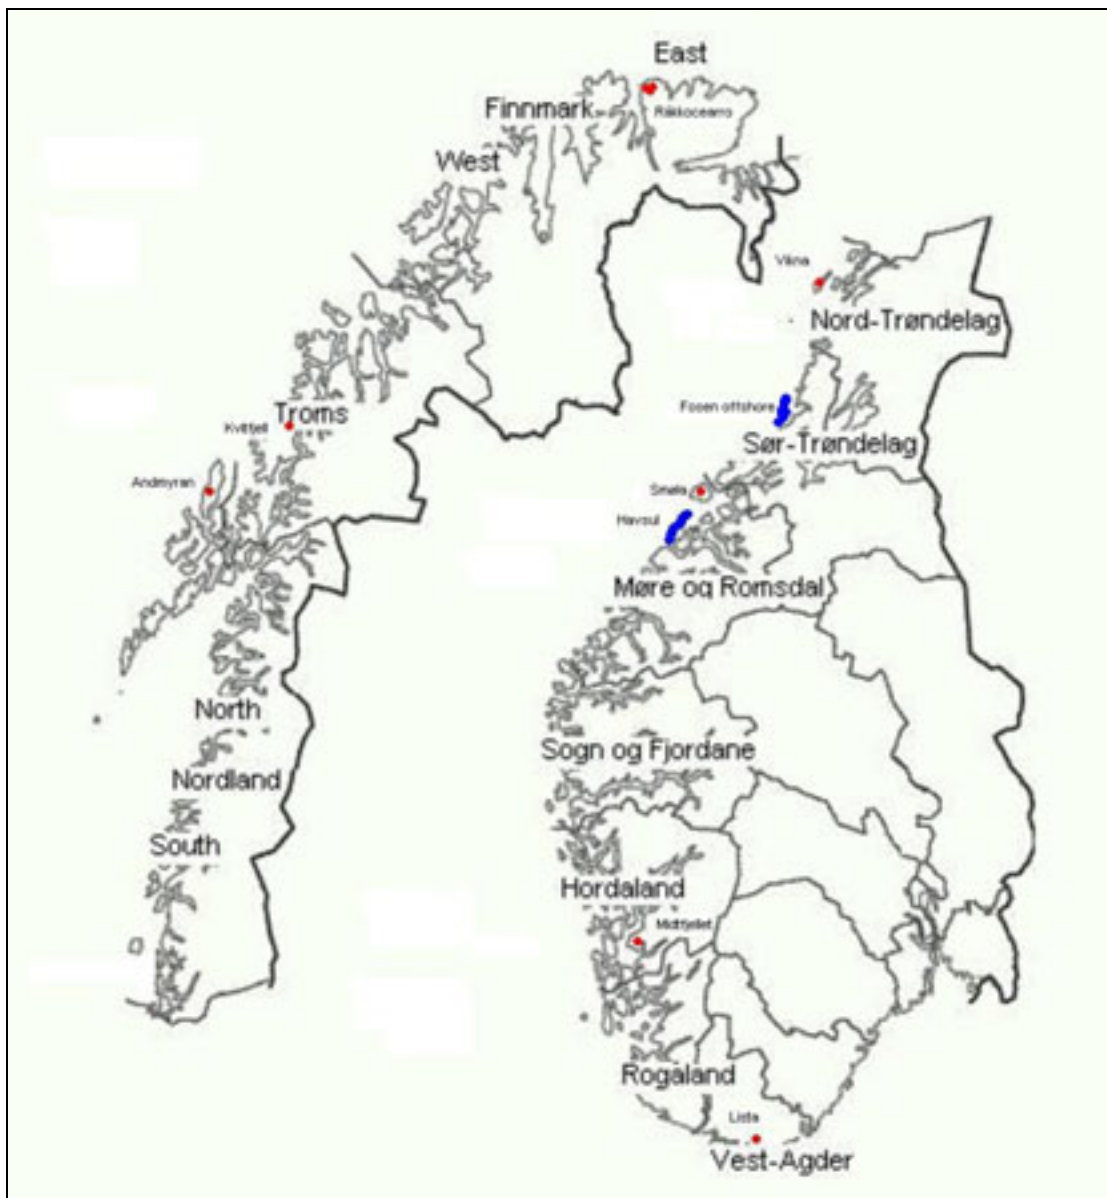 East
Finnmark
Rákkocearro
West
Vikna
Nord-Trøndelag
Fosen offshore
Troms
Kvitfjell
Sør-Trøndelag
Andmyran
Smøla
Havsul
Møre og Romsdal
North
Sogn og Fjordane
Nordland
South
Hordaland
Midtfjellet
Rogaland
Lista
Vest-Agder